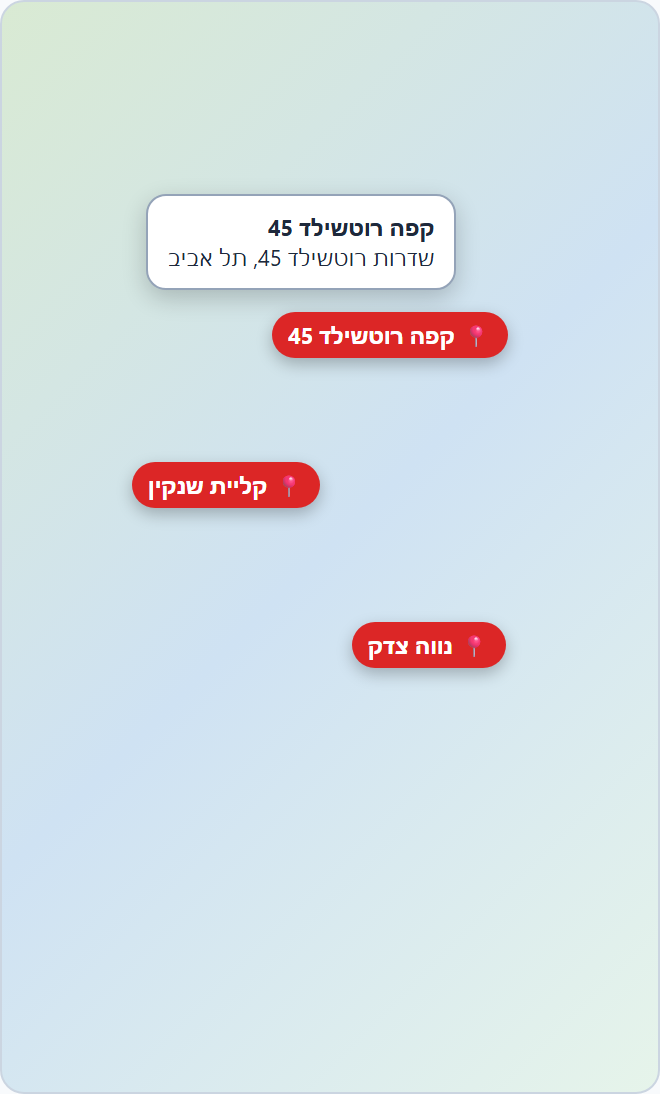 קפה רוטשילד 45
שדרות רוטשילד 45, תל אביב
📍 קפה רוטשילד 45
📍 קליית שנקין
📍 נווה צדק